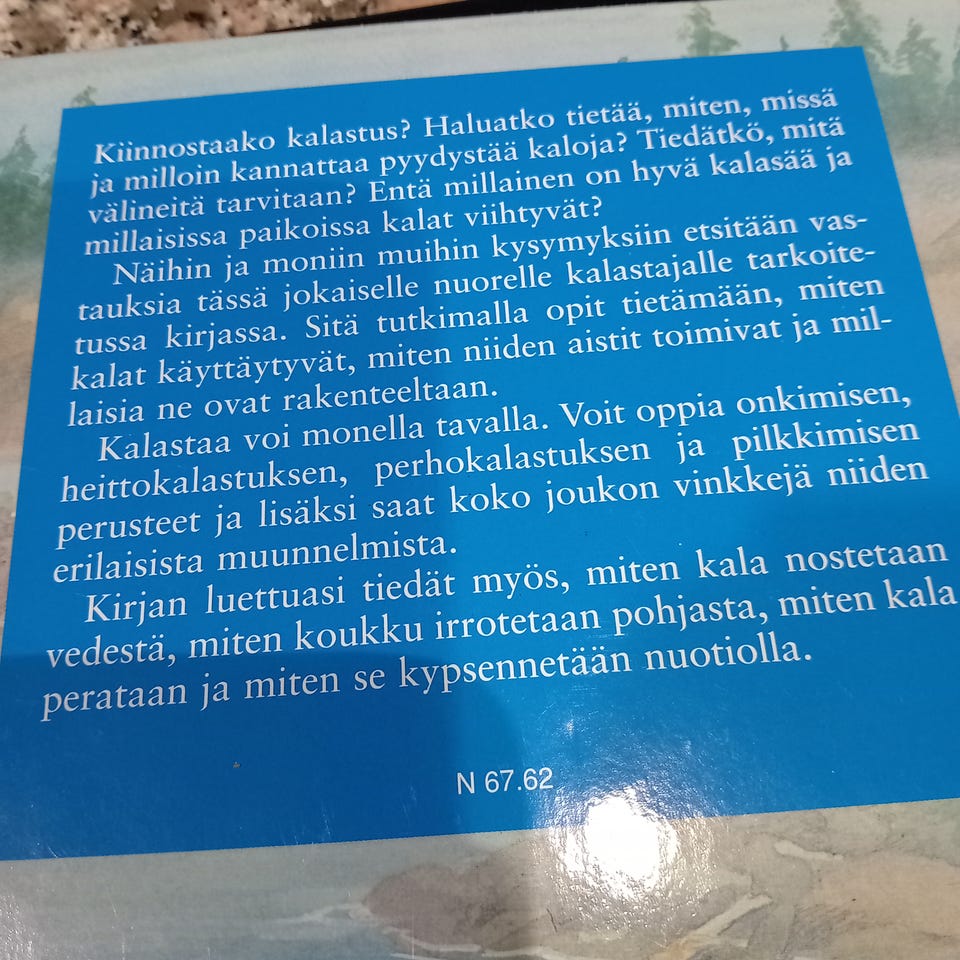 Kiinnostaako kalastus? Haluatko tietää, miten, missä
ja milloin kannattaa pyydystää kaloja? Tiedätkö, mitä
välineitä tarvitaan? Entä millainen on hyvä kalasää ja
millaisissa paikoissa kalat viihtyvät?
Näihin ja moniin muihin kysymyksiin etsitään vas-
tauksia tässä jokaiselle nuorelle kalastajalle tarkoite-
tussa kirjassa. Sitä tutkimalla opit tietämään, miten
kalat käyttäytyvät, miten niiden aistit toimivat ja mil-
laisia ne ovat rakenteeltaan.
Kalastaa voi monella tavalla. Voit oppia onkimisen,
heittokalastuksen, perhokalastuksen ja pilkkimisen
perusteet ja lisäksi saat koko joukon vinkkejä niiden
erilaisista muunnelmista.
Kirjan luettuasi tiedät myös, miten kala nostetaan
vedestä, miten koukku irrotetaan pohjasta, miten kala
perataan ja miten se kypsennetään nuotiolla.
N 67.62